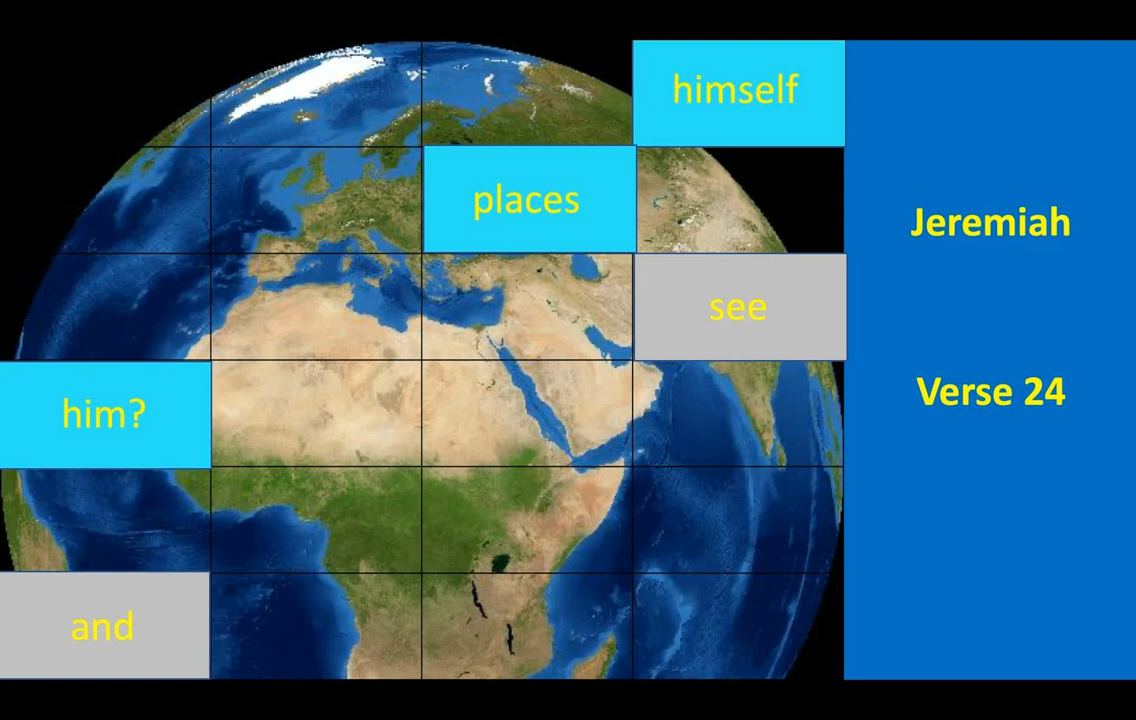 himself
places
see
him?
and
Jeremiah
Verse 24